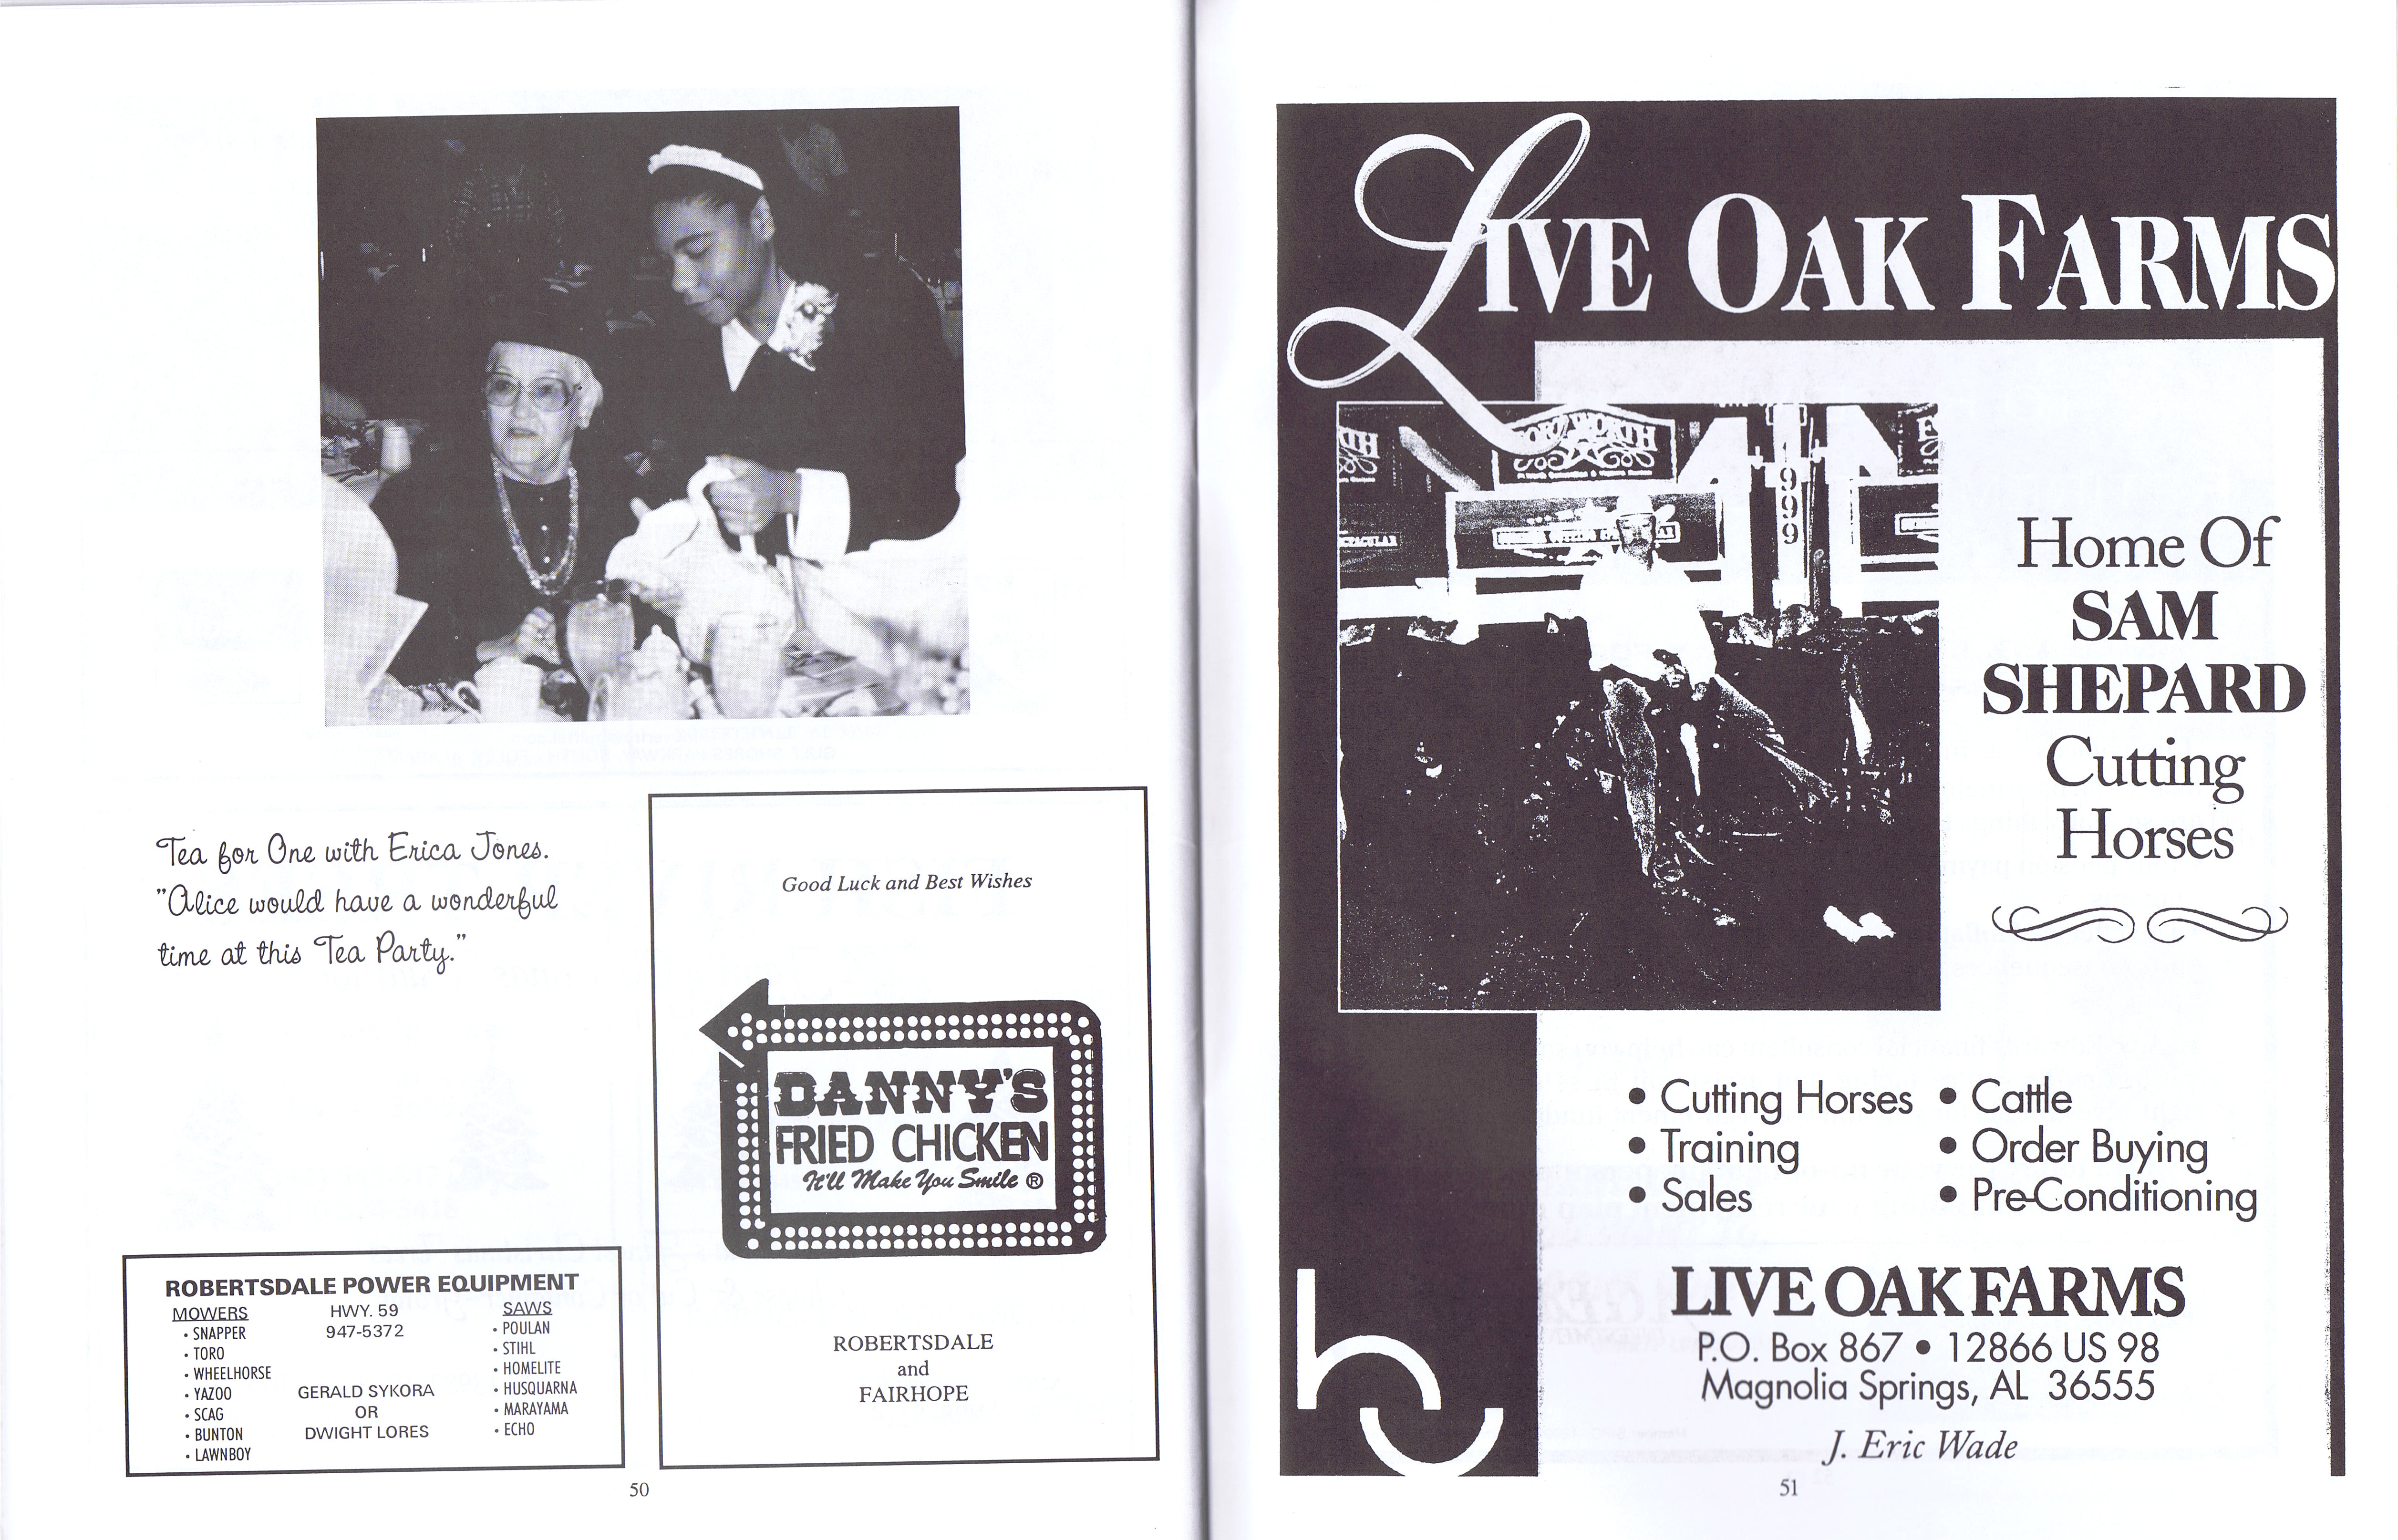 Tea for One with Erica Jones.
"Alice would have a wonderful
time at this Tea Party."
Good Luck and Best Wishes
DANNY'S
FRIED CHICKEN
It'll Make You Smile ®
ROBERTSDALE
and
FAIRHOPE
ROBERTSDALE POWER EQUIPMENT
MOWERS
• SNAPPER
• TORO
• WHEELHORSE
• YAZOO
• SCAG
• BUNTON
• LAWNBOY
HWY. 59
947-5372
GERALD SYKORA
OR
DWIGHT LORES
SAWS
• POULAN
• STIHL
• HOMELITE
• HUSQUARNA
• MARAYAMA
• ECHO
50
LIVE OAK FARMS
FORT WORTH
1999
Home Of
SAM
SHEPARD
Cutting
Horses
• Cutting Horses • Cattle
• Training • Order Buying
• Sales • Pre-Conditioning
LIVE OAK FARMS
P.O. Box 867 • 12866 US 98
Magnolia Springs, AL 36555
J. Eric Wade
51